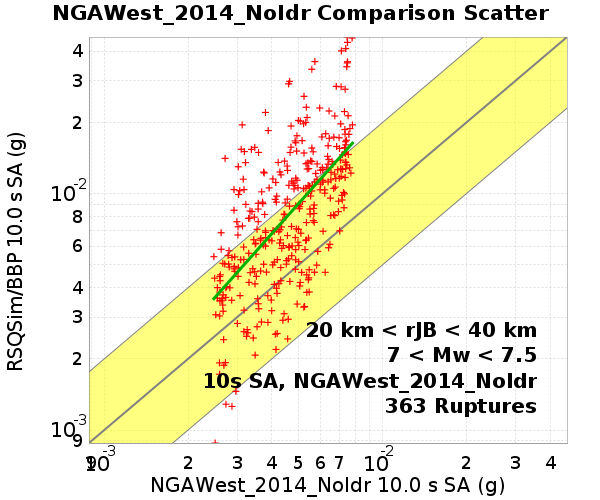 NGAWest_2014_NoIdr Comparison Scatter
RSQSim/BBP 10.0 s SA (g)
4
3
2
10^-2
8
6
4
3
2
10^-3
9
20 km < rJB < 40 km
7 < Mw < 7.5
10s SA, NGAWest_2014_NoIdr
363 Ruptures
9 10^-3 2 3 4 5 6 7 10^-2 2 3 4
NGAWest_2014_NoIdr 10.0 s SA (g)